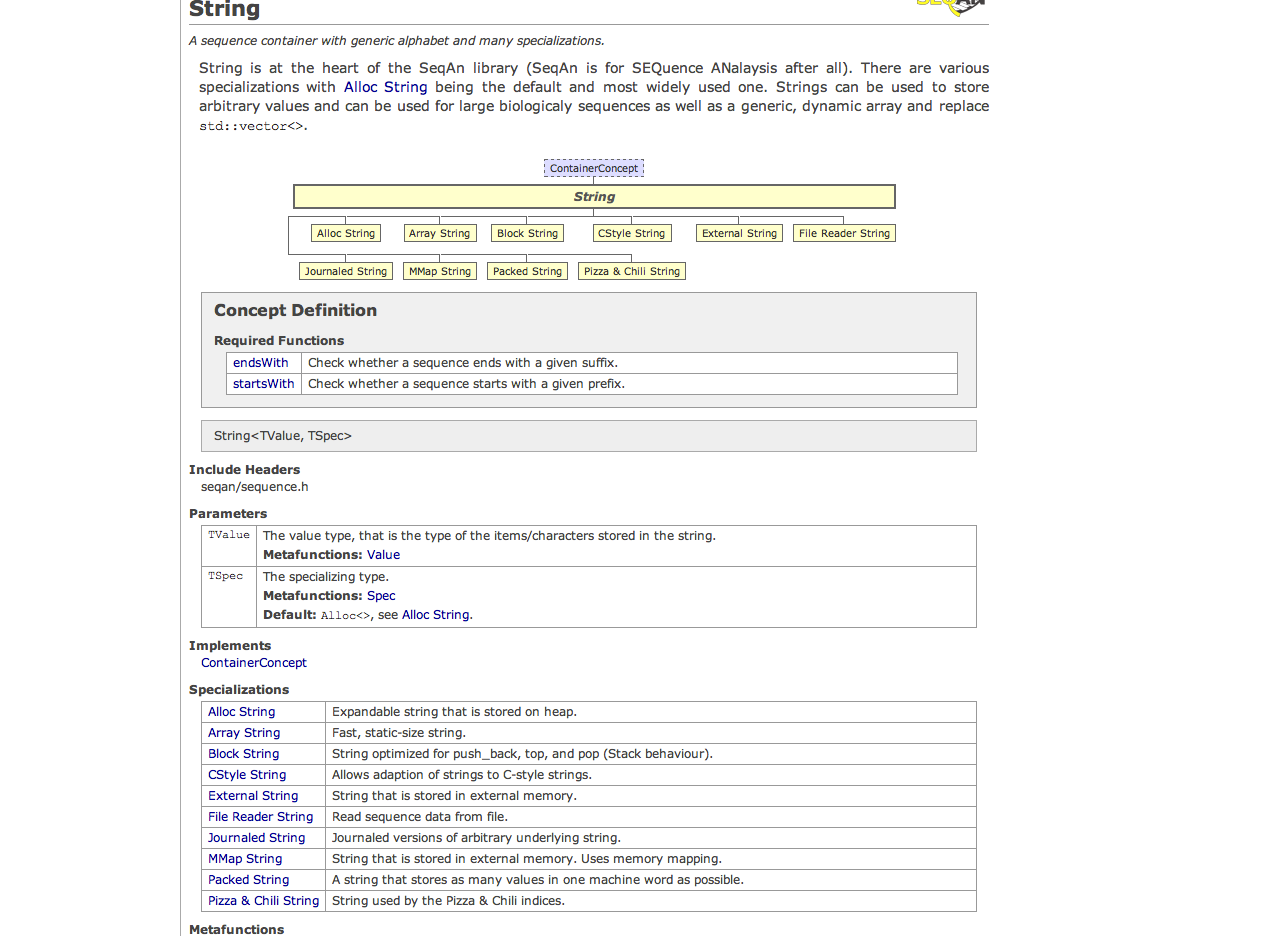 String
SEQAN
A sequence container with generic alphabet and many specializations.
String is at the heart of the SeqAn library (SeqAn is for SEQuence ANalaysis after all). There are various
specializations with Alloc String being the default and most widely used one. Strings can be used to store
arbitrary values and can be used for large biologicaly sequences as well as a generic, dynamic array and replace
std::vector<>.
ContainerConcept
String
Alloc String Array String Block String CStyle String External String File Reader String
Journaled String MMap String Packed String Pizza & Chili String
Concept Definition
Required Functions
endsWith Check whether a sequence ends with a given suffix.
startsWith Check whether a sequence starts with a given prefix.
String<TValue, TSpec>
Include Headers
seqan/sequence.h
Parameters
TValue The value type, that is the type of the items/characters stored in the string.
Metafunctions: Value
TSpec The specializing type.
Metafunctions: Spec
Default: Alloc<>, see Alloc String.
Implements
ContainerConcept
Specializations
Alloc String Expandable string that is stored on heap.
Array String Fast, static-size string.
Block String String optimized for push_back, top, and pop (Stack behaviour).
CStyle String Allows adaption of strings to C-style strings.
External String String that is stored in external memory.
File Reader String Read sequence data from file.
Journaled String Journaled versions of arbitrary underlying string.
MMap String String that is stored in external memory. Uses memory mapping.
Packed String A string that stores as many values in one machine word as possible.
Pizza & Chili String String used by the Pizza & Chili indices.
Metafunctions